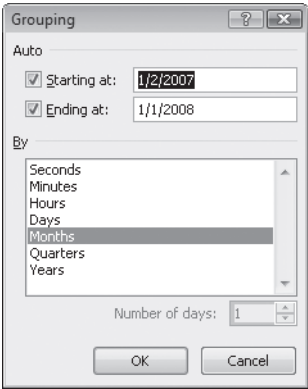 Grouping
Auto
Starting at: 1/2/2007
Ending at: 1/1/2008
By
Seconds
Minutes
Hours
Days
Months
Quarters
Years
Number of days: 1
OK Cancel